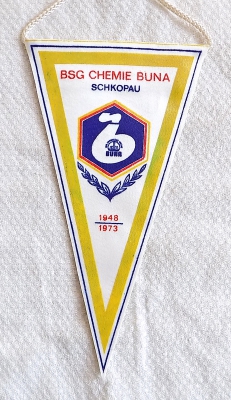 BSG CHEMIE BUNA
SCHKOPAU
BUNA
1948
1973